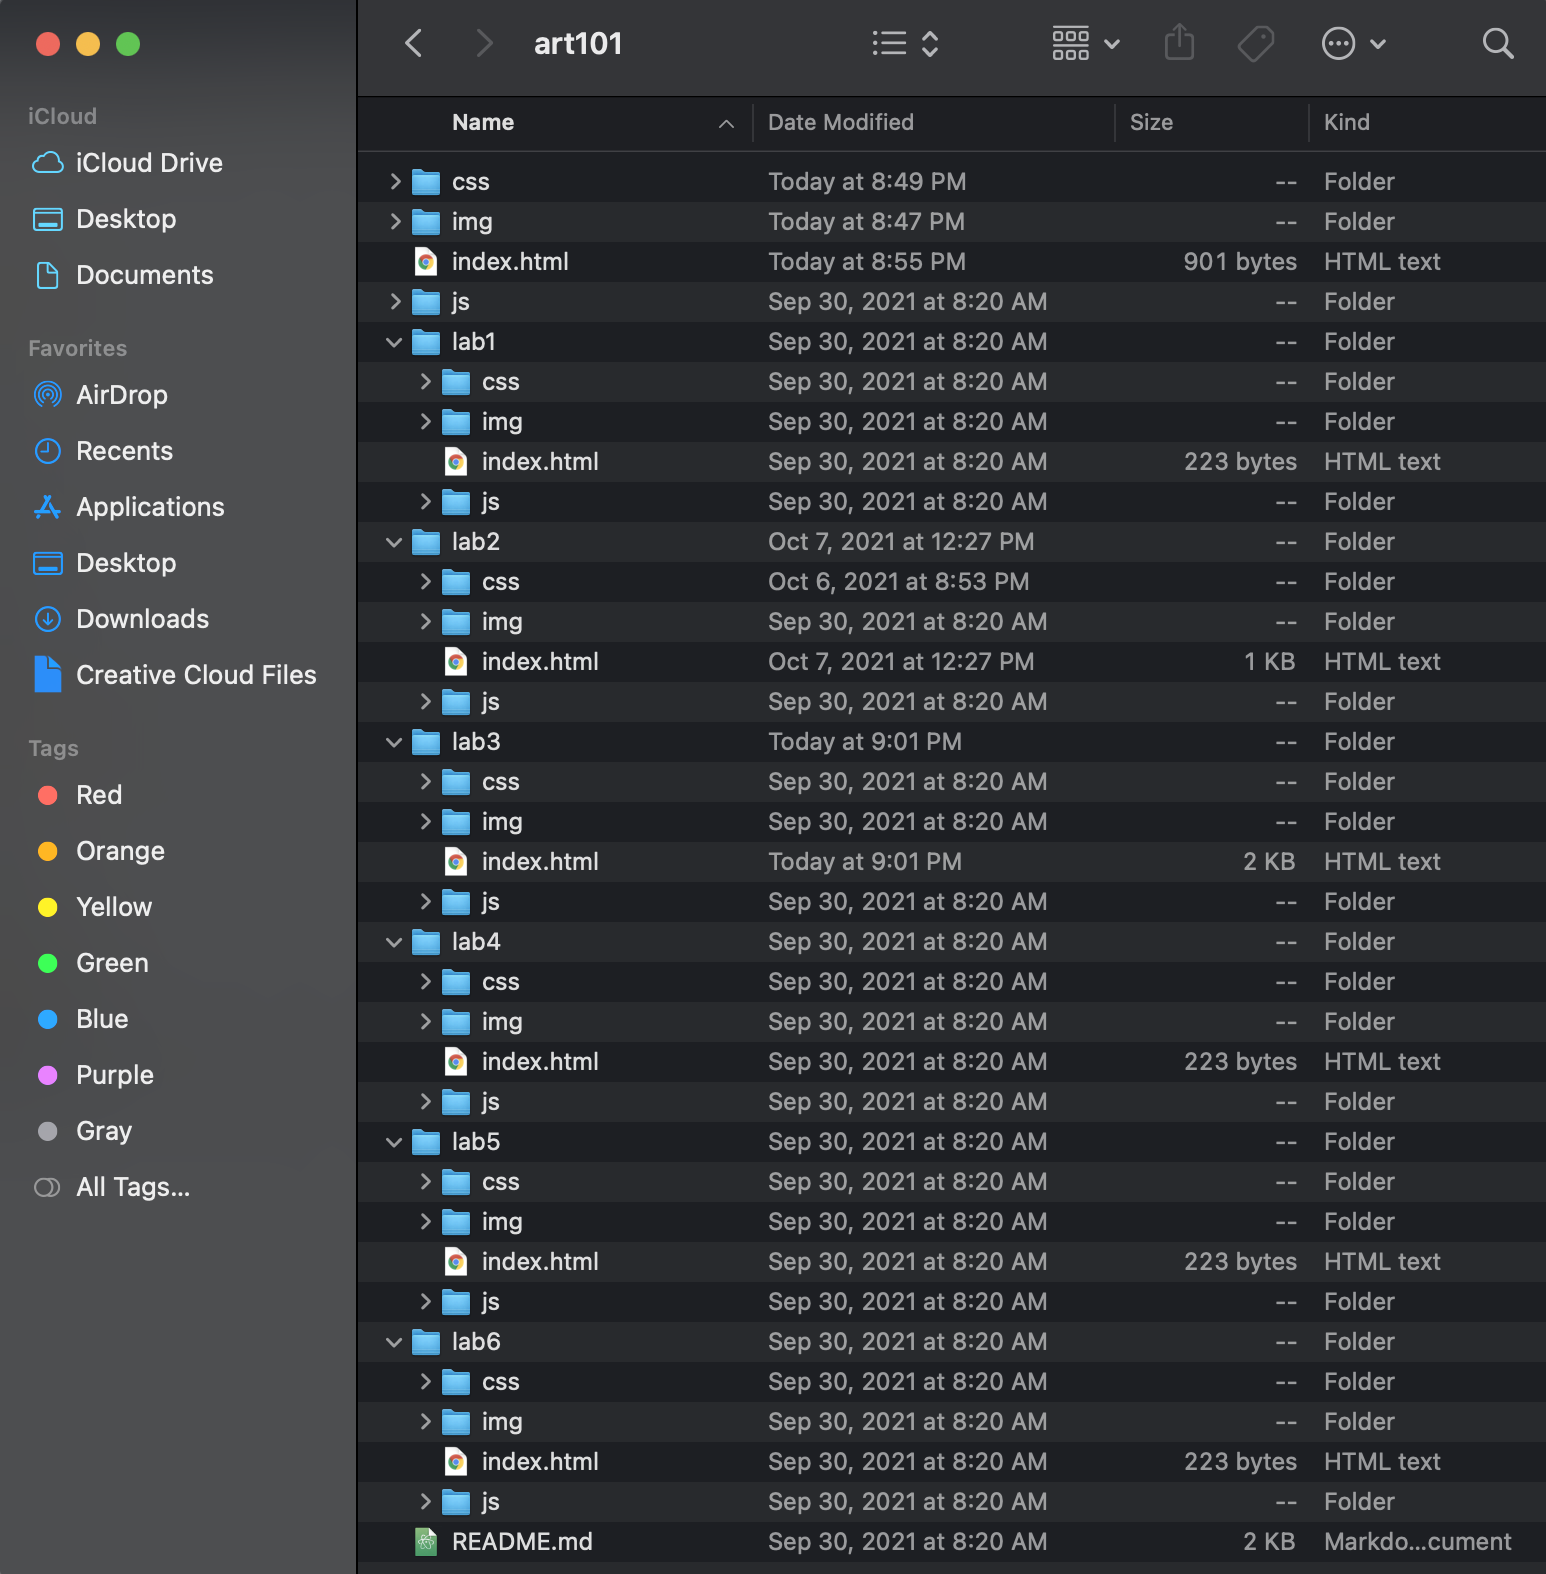 art101
iCloud
iCloud Drive
Desktop
Documents
Favorites
AirDrop
Recents
Applications
Desktop
Downloads
Creative Cloud Files
Tags
Red
Orange
Yellow
Green
Blue
Purple
Gray
All Tags...
Name Date Modified Size Kind
css Today at 8:49 PM -- Folder
img Today at 8:47 PM -- Folder
index.html Today at 8:55 PM 901 bytes HTML text
js Sep 30, 2021 at 8:20 AM -- Folder
lab1 Sep 30, 2021 at 8:20 AM -- Folder
css Sep 30, 2021 at 8:20 AM -- Folder
img Sep 30, 2021 at 8:20 AM -- Folder
index.html Sep 30, 2021 at 8:20 AM 223 bytes HTML text
js Sep 30, 2021 at 8:20 AM -- Folder
lab2 Oct 7, 2021 at 12:27 PM -- Folder
css Oct 6, 2021 at 8:53 PM -- Folder
img Sep 30, 2021 at 8:20 AM -- Folder
index.html Oct 7, 2021 at 12:27 PM 1 KB HTML text
js Sep 30, 2021 at 8:20 AM -- Folder
lab3 Today at 9:01 PM -- Folder
css Sep 30, 2021 at 8:20 AM -- Folder
img Sep 30, 2021 at 8:20 AM -- Folder
index.html Today at 9:01 PM 2 KB HTML text
js Sep 30, 2021 at 8:20 AM -- Folder
lab4 Sep 30, 2021 at 8:20 AM -- Folder
css Sep 30, 2021 at 8:20 AM -- Folder
img Sep 30, 2021 at 8:20 AM -- Folder
index.html Sep 30, 2021 at 8:20 AM 223 bytes HTML text
js Sep 30, 2021 at 8:20 AM -- Folder
lab5 Sep 30, 2021 at 8:20 AM -- Folder
css Sep 30, 2021 at 8:20 AM -- Folder
img Sep 30, 2021 at 8:20 AM -- Folder
index.html Sep 30, 2021 at 8:20 AM 223 bytes HTML text
js Sep 30, 2021 at 8:20 AM -- Folder
lab6 Sep 30, 2021 at 8:20 AM -- Folder
css Sep 30, 2021 at 8:20 AM -- Folder
img Sep 30, 2021 at 8:20 AM -- Folder
index.html Sep 30, 2021 at 8:20 AM 223 bytes HTML text
js Sep 30, 2021 at 8:20 AM -- Folder
README.md Sep 30, 2021 at 8:20 AM 2 KB Markdo...cument